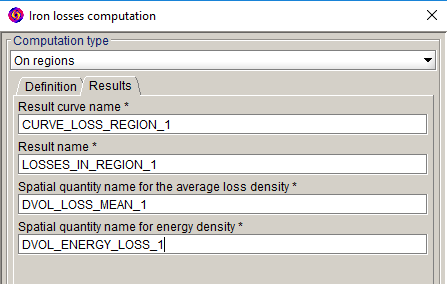 Iron losses computation
Computation type
On regions
Definition
Results
Result curve name *
CURVE_LOSS_REGION_1
Result name *
LOSSES_IN_REGION_1
Spatial quantity name for the average loss density *
DVOL_LOSS_MEAN_1
Spatial quantity name for energy density *
DVOL_ENERGY_LOSS_1